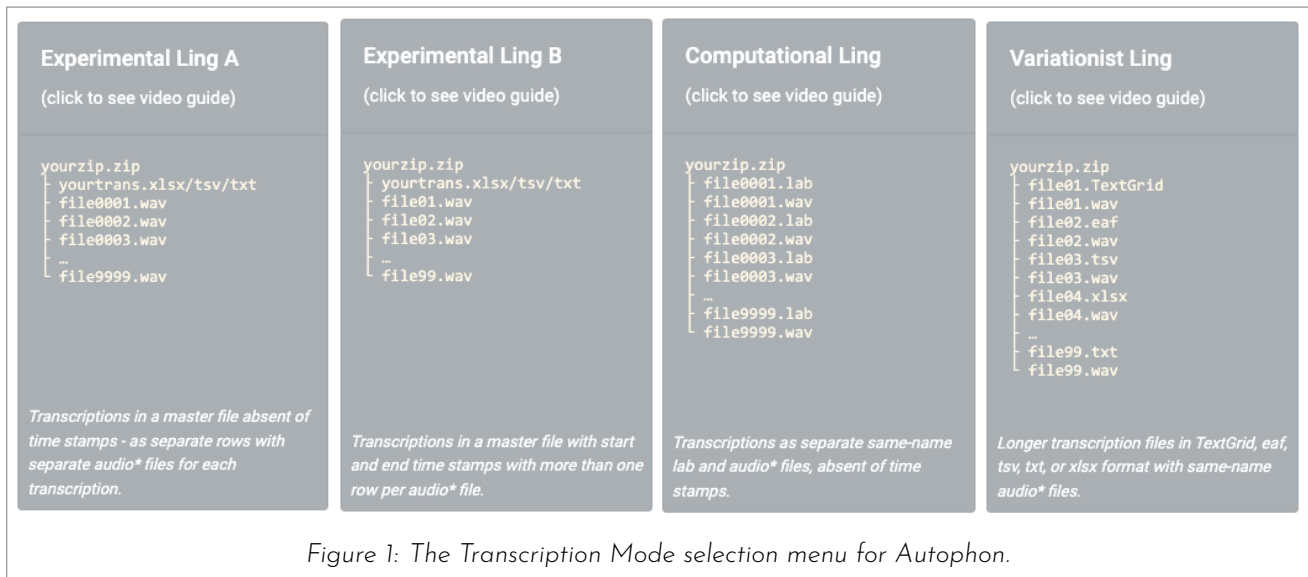 Experimental Ling A
(click to see video guide)
yourzip.zip
├ yourtrans.xlsx/tsv/txt
├ file0001.wav
├ file0002.wav
├ file0003.wav
├ …
└ file9999.wav
Transcriptions in a master file absent of
time stamps - as separate rows with
separate audio* files for each
transcription.
Experimental Ling B
(click to see video guide)
yourzip.zip
├ yourtrans.xlsx/tsv/txt
├ file01.wav
├ file02.wav
├ file03.wav
├ …
└ file99.wav
Transcriptions in a master file with start
and end time stamps with more than one
row per audio* file.
Computational Ling
(click to see video guide)
yourzip.zip
├ file0001.lab
├ file0001.wav
├ file0002.lab
├ file0002.wav
├ file0003.lab
├ file0003.wav
├ …
├ file9999.lab
└ file9999.wav
Transcriptions as separate same-name
lab and audio* files, absent of time
stamps.
Variationist Ling
(click to see video guide)
yourzip.zip
├ file01.TextGrid
├ file01.wav
├ file02.eaf
├ file02.wav
├ file03.tsv
├ file03.wav
├ file04.xlsx
├ file04.wav
├ …
├ file99.txt
└ file99.wav
Longer transcription files in TextGrid, eaf,
tsv, txt, or xlsx format with same-name
audio* files.
Figure 1: The Transcription Mode selection menu for Autophon.